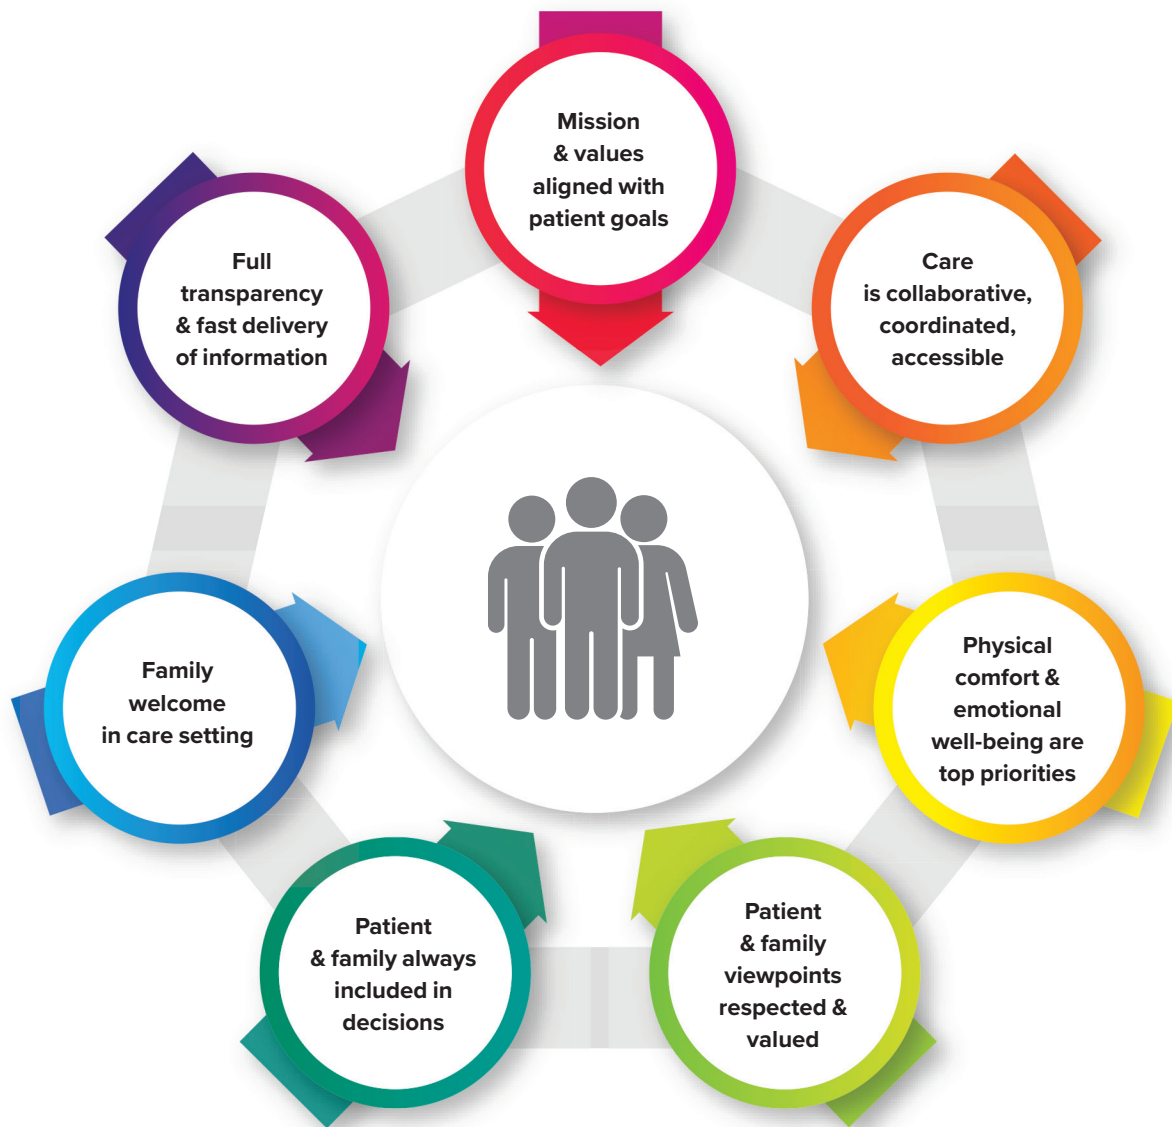 Mission
& values
aligned with
patient goals
Care
is collaborative,
coordinated,
accessible
Physical
comfort &
emotional
well-being are
top priorities
Patient
& family
viewpoints
respected &
valued
Patient
& family always
included in
decisions
Family
welcome
in care setting
Full
transparency
& fast delivery
of information